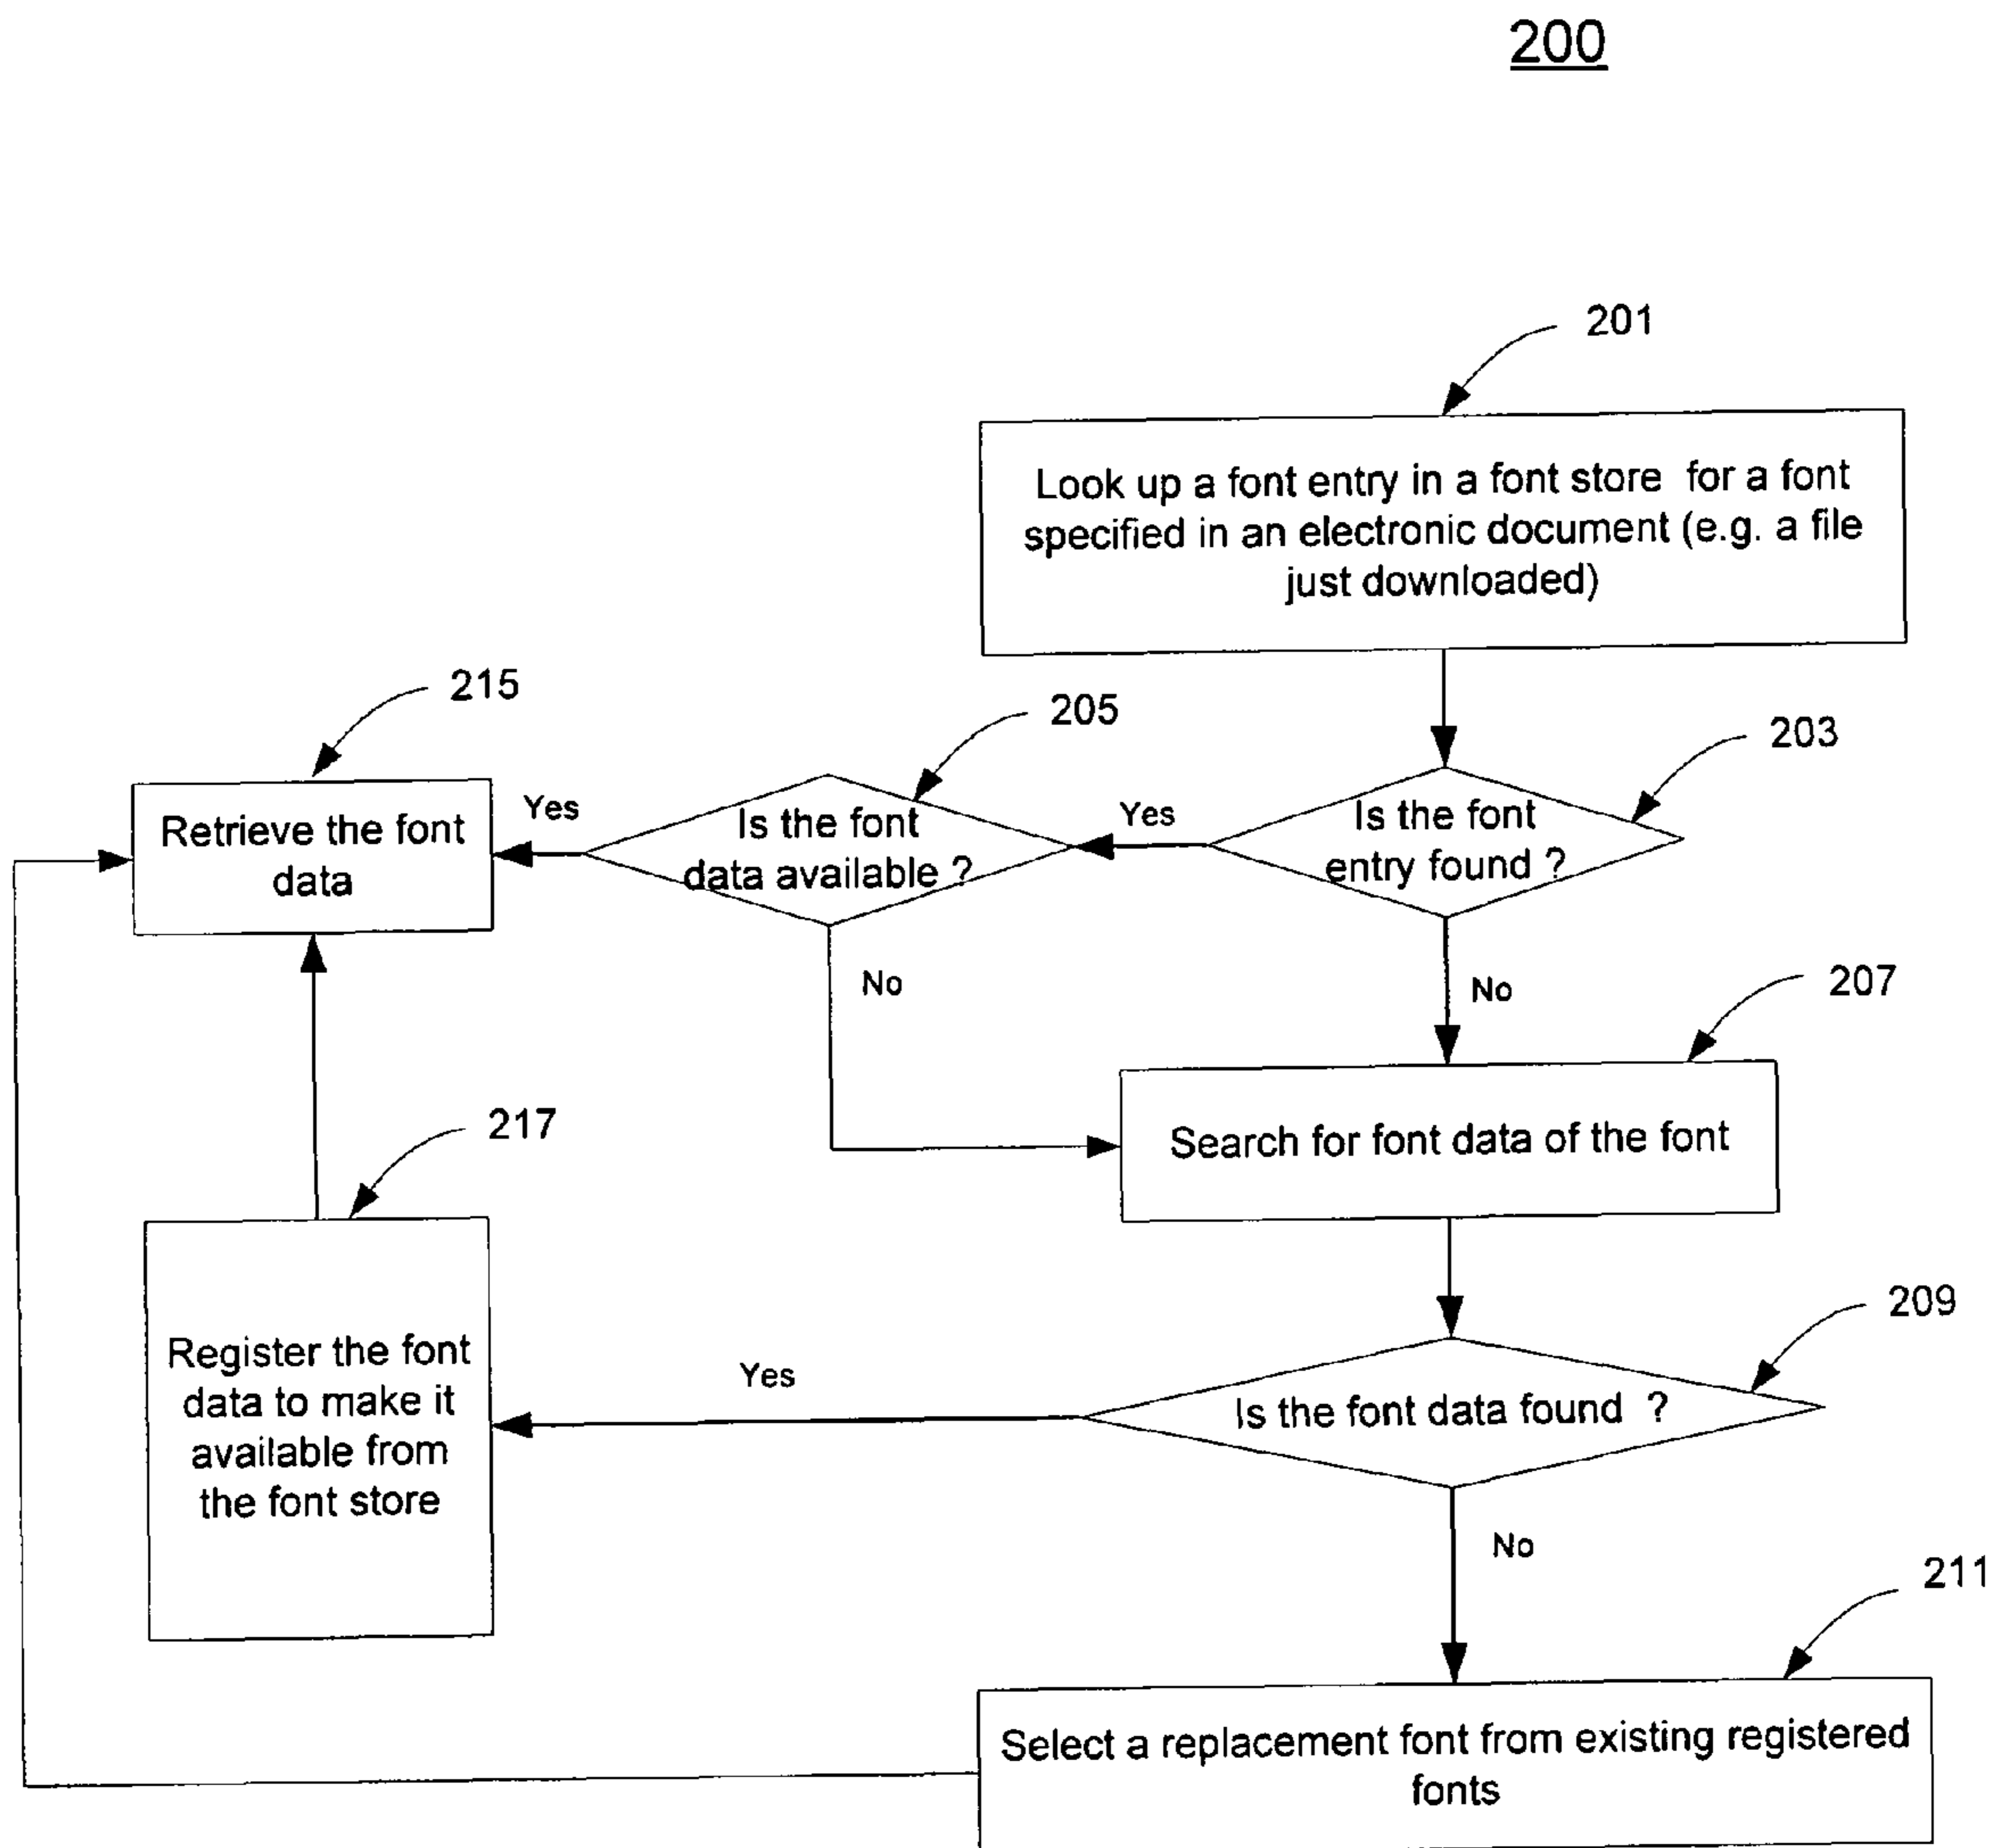 200
201
Look up a font entry in a font store for a font
specified in an electronic document (e.g. a file
just downloaded)
215
205
203
Retrieve the font
data
Yes
Is the font
data available ?
Yes
Is the font
entry found ?
No
No
207
217
Search for font data of the font
209
Register the font
data to make it
available from
the font store
Yes
Is the font data found ?
No
211
Select a replacement font from existing registered
fonts